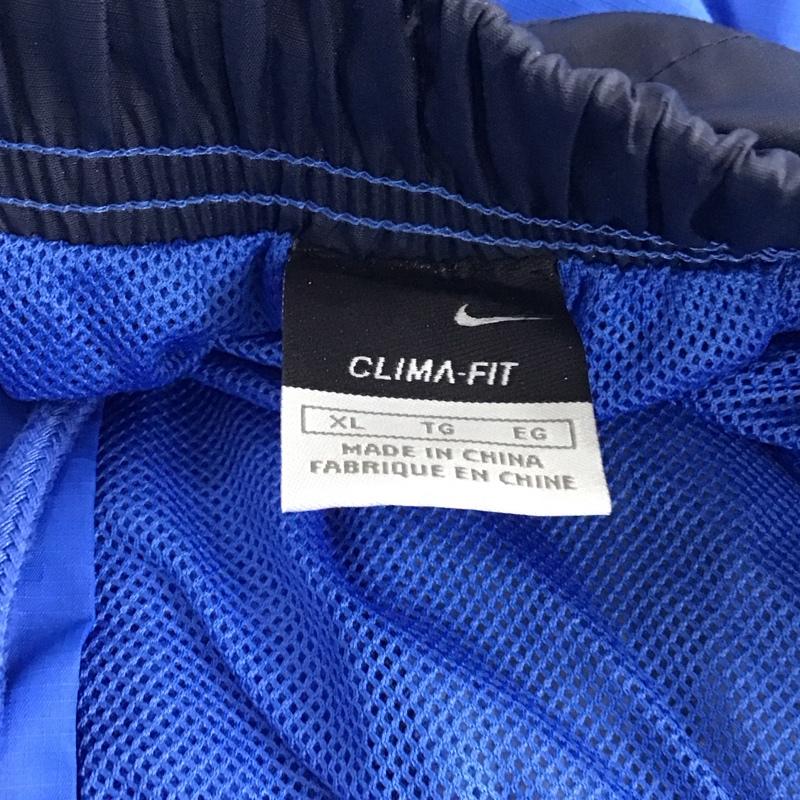 CLIMA-FIT
XL TG EG
MADE IN CHINA
FABRIQUE EN CHINE